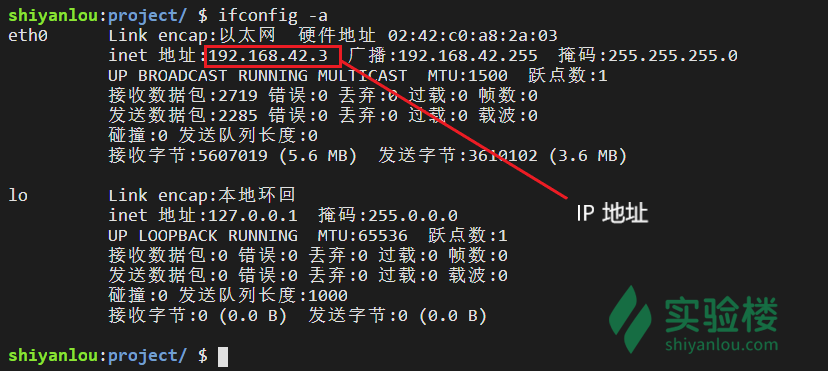 shiyanlou:project/ $ ifconfig -a
eth0 Link encap:以太网 硬件地址 02:42:c0:a8:2a:03
inet 地址:192.168.42.3 广播:192.168.42.255 掩码:255.255.255.0
UP BROADCAST RUNNING MULTICAST MTU:1500 跃点数:1
接收数据包:2719 错误:0 丢弃:0 过载:0 帧数:0
发送数据包:2285 错误:0 丢弃:0 过载:0 载波:0
碰撞:0 发送队列长度:0
接收字节:5607019 (5.6 MB) 发送字节:3610102 (3.6 MB)
lo Link encap:本地环回
inet 地址:127.0.0.1 掩码:255.0.0.0
UP LOOPBACK RUNNING MTU:65536 跃点数:1
接收数据包:0 错误:0 丢弃:0 过载:0 帧数:0
发送数据包:0 错误:0 丢弃:0 过载:0 载波:0
碰撞:0 发送队列长度:1000
接收字节:0 (0.0 B) 发送字节:0 (0.0 B)
IP 地址
shiyanlou:project/ $
实验楼
shiyanlou.com